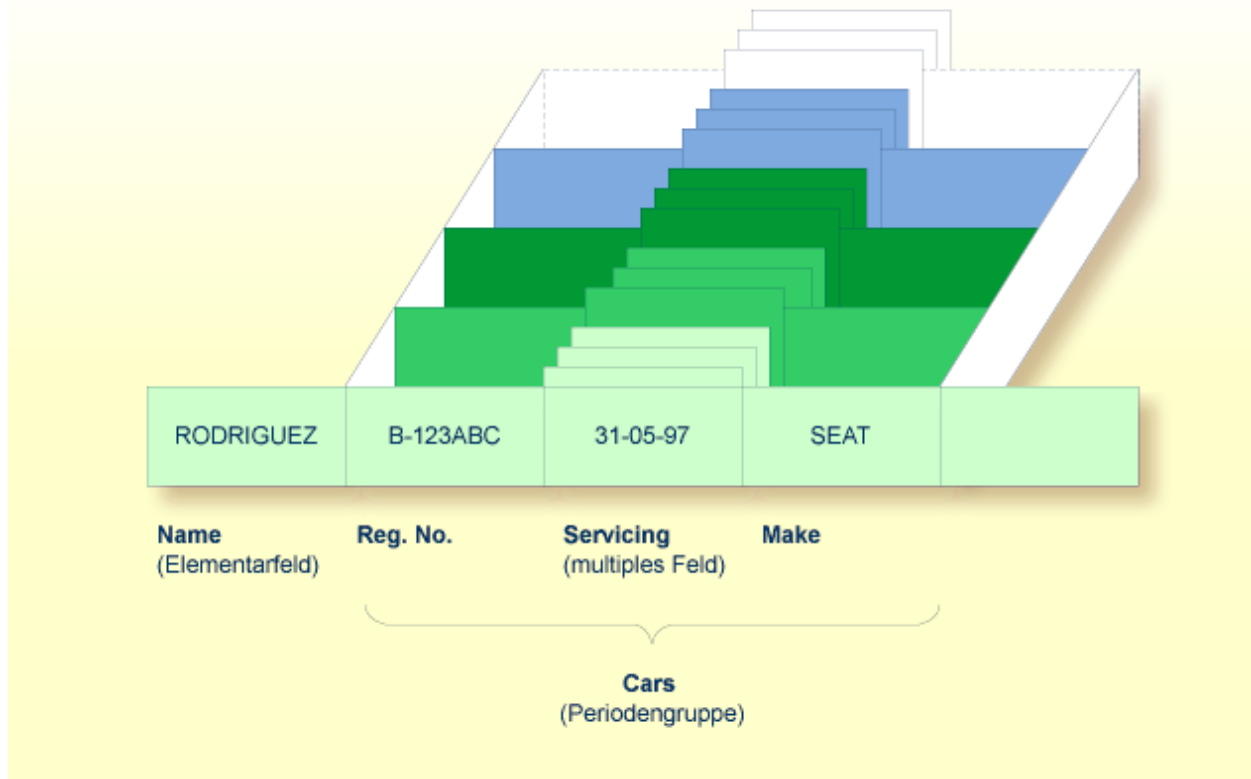 RODRIGUEZ B-123ABC 31-05-97 SEAT
Name Reg. No. Servicing Make
(Elementarfeld) (multiples Feld)
Cars
(Periodengruppe)